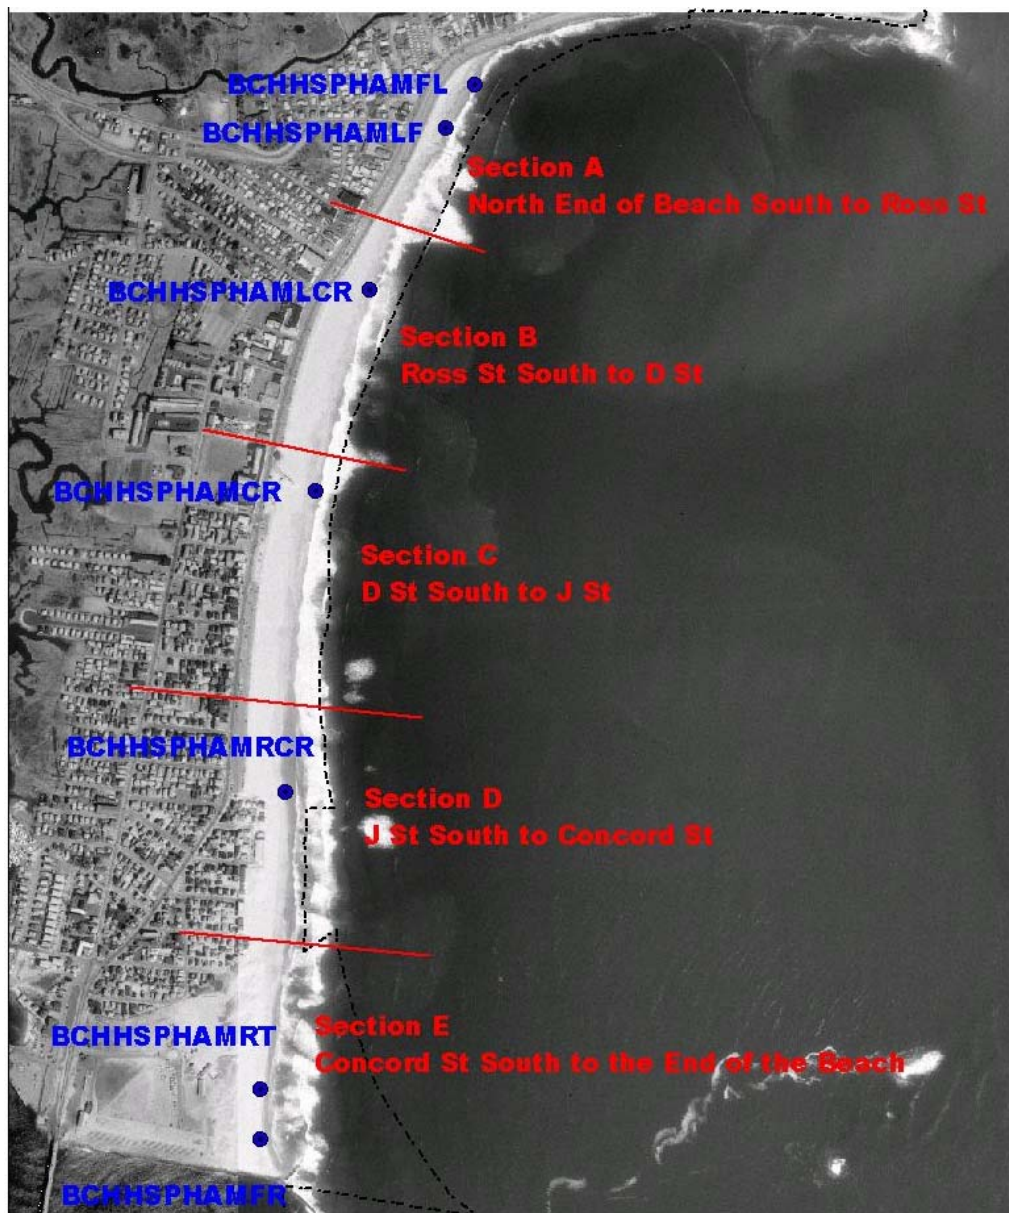 BCHHSPHAMFL
BCHHSPHAMLF
Section A
North End of Beach South to Ross St
BCHHSPHAMLCR
Section B
Ross St South to D St
BCHHSPHAMCR
Section C
D St South to J St
BCHHSPHAMRCR
Section D
J St South to Concord St
BCHHSPHAMRT
Section E
Concord St South to the End of the Beach
BCHHSPHAMFR